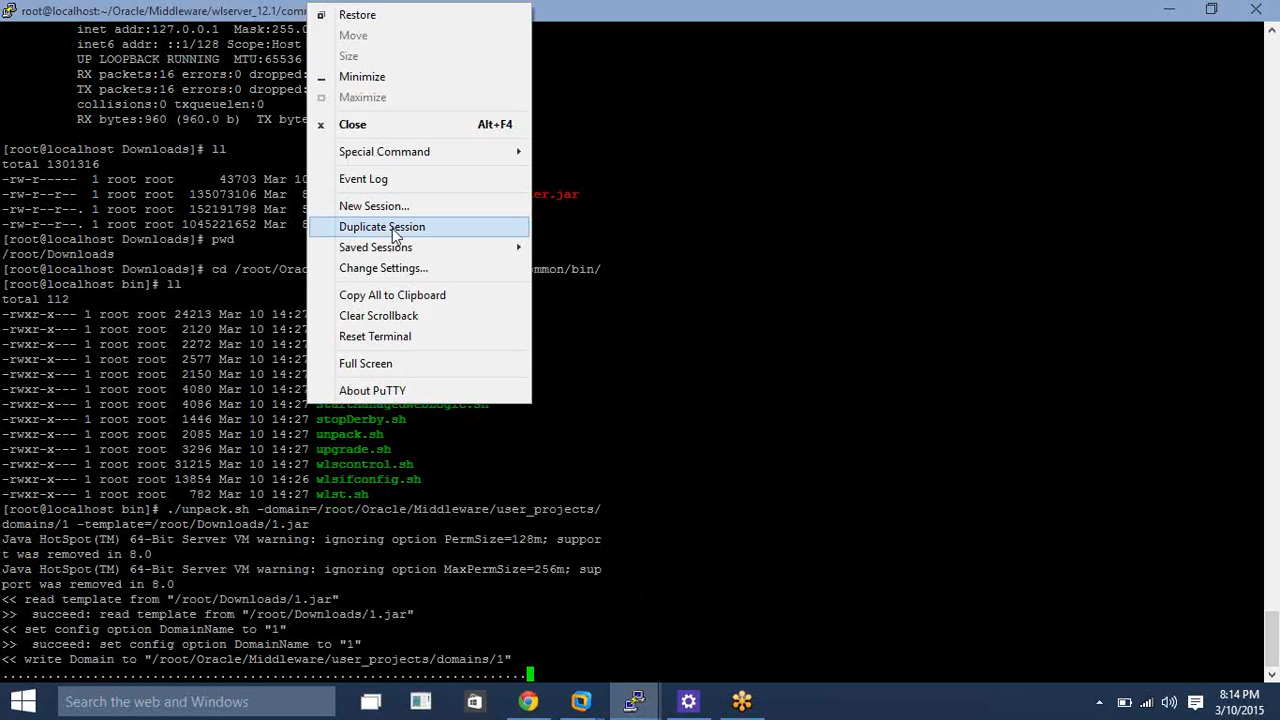 root@localhost:~/Oracle/Middleware/wlserver_12.1/com
inet addr:127.0.0.1  Mask:255.0
inet6 addr: ::1/128 Scope:Host
UP LOOPBACK RUNNING  MTU:65536
RX packets:16 errors:0 dropped:
TX packets:16 errors:0 dropped:
collisions:0 txqueuelen:0
RX bytes:960 (960.0 b)  TX byte
[root@localhost Downloads]# ll
total 1301316
-rw-r-----  1 root root      43703 Mar 10
-rw-r--r--  1 root root  135073106 Mar  8 er.jar
-rw-r--r--. 1 root root  152191798 Mar  5
-rw-r--r--. 1 root root 1045221652 Mar  8
[root@localhost Downloads]# pwd
/root/Downloads
[root@localhost Downloads]# cd /root/Orac ommon/bin/
[root@localhost bin]# ll
total 112
-rwxr-x--- 1 root root 24213 Mar 10 14:27
-rwxr-x--- 1 root root  2120 Mar 10 14:27
-rwxr-x--- 1 root root  2272 Mar 10 14:27
-rwxr-x--- 1 root root  2577 Mar 10 14:27
-rwxr-x--- 1 root root  2150 Mar 10 14:27
-rwxr-x--- 1 root root  4080 Mar 10 14:27
-rwxr-x--- 1 root root  4086 Mar 10 14:27 startManagedWebLogic.sh
-rwxr-x--- 1 root root  1446 Mar 10 14:27 stopDerby.sh
-rwxr-x--- 1 root root  2085 Mar 10 14:27 unpack.sh
-rwxr-x--- 1 root root  3296 Mar 10 14:27 upgrade.sh
-rwxr-x--- 1 root root 31215 Mar 10 14:27 wlscontrol.sh
-rwxr-x--- 1 root root 13854 Mar 10 14:26 wlsifconfig.sh
-rwxr-x--- 1 root root   782 Mar 10 14:27 wlst.sh
[root@localhost bin]# ./unpack.sh -domain=/root/Oracle/Middleware/user_projects/
domains/1 -template=/root/Downloads/1.jar
Java HotSpot(TM) 64-Bit Server VM warning: ignoring option PermSize=128m; suppor
t was removed in 8.0
Java HotSpot(TM) 64-Bit Server VM warning: ignoring option MaxPermSize=256m; sup
port was removed in 8.0
<< read template from "/root/Downloads/1.jar"
>>  succeed: read template from "/root/Downloads/1.jar"
<< set config option DomainName to "1"
>>  succeed: set config option DomainName to "1"
<< write Domain to "/root/Oracle/Middleware/user_projects/domains/1"
......................................................................
Restore
Move
Size
Minimize
Maximize
Close Alt+F4
Special Command
Event Log
New Session...
Duplicate Session
Saved Sessions
Change Settings...
Copy All to Clipboard
Clear Scrollback
Reset Terminal
Full Screen
About PuTTY
Search the web and Windows
8:14 PM
3/10/2015